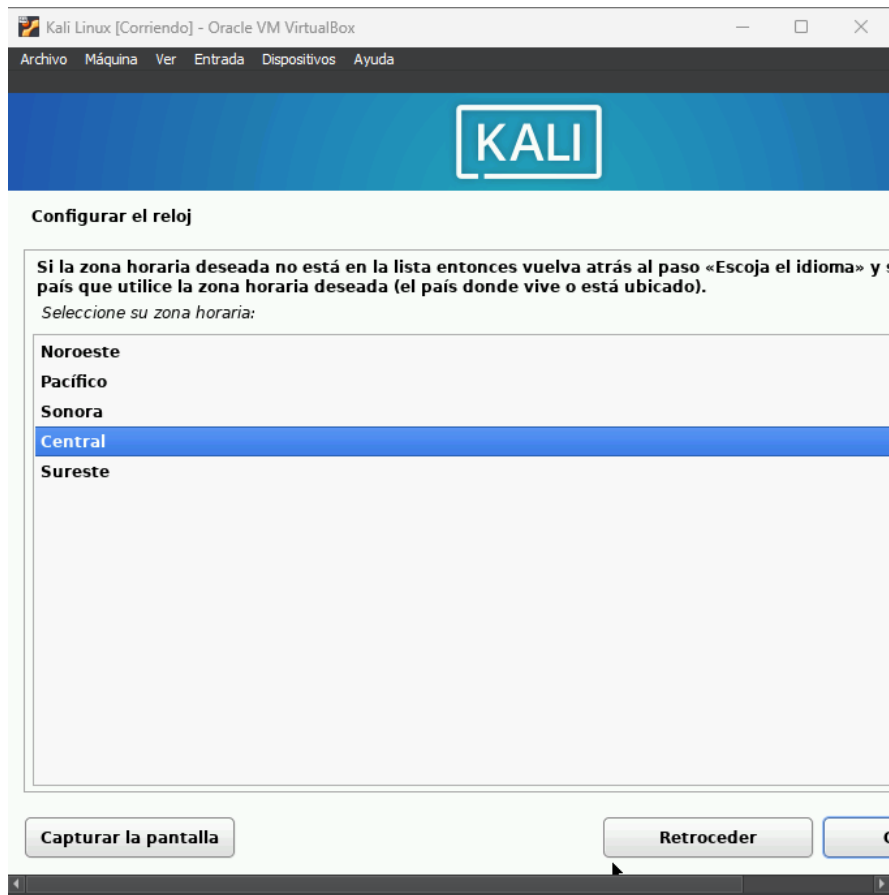 Kali Linux [Corriendo] - Oracle VM VirtualBox
Archivo Máquina Ver Entrada Dispositivos Ayuda
KALI
Configurar el reloj
Si la zona horaria deseada no está en la lista entonces vuelva atrás al paso «Escoja el idioma» y
país que utilice la zona horaria deseada (el país donde vive o está ubicado).
Seleccione su zona horaria:
Noroeste
Pacífico
Sonora
Central
Sureste
Capturar la pantalla
Retroceder